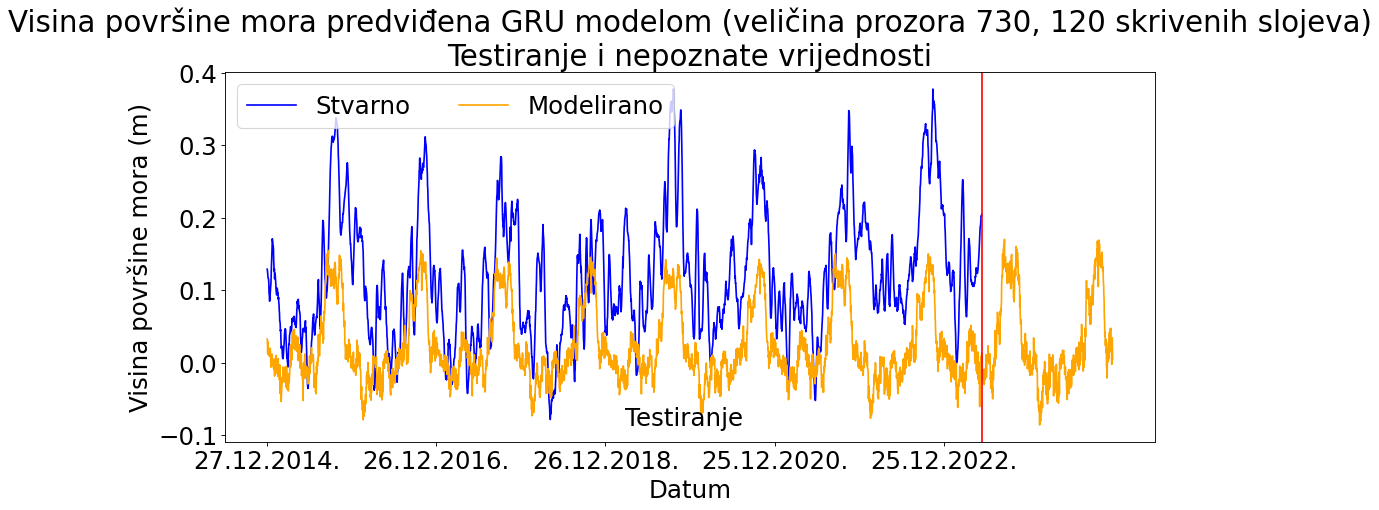 Visina površine mora predviđena GRU modelom (veličina prozora 730, 120 skrivenih slojeva)
Testiranje i nepoznate vrijednosti
0.4
Stvarno
Modelirano
0.3
0.2
0.1
0.0
−0.1
Visina površine mora (m)
Testiranje
27.12.2014.
26.12.2016.
26.12.2018.
25.12.2020.
25.12.2022.
Datum